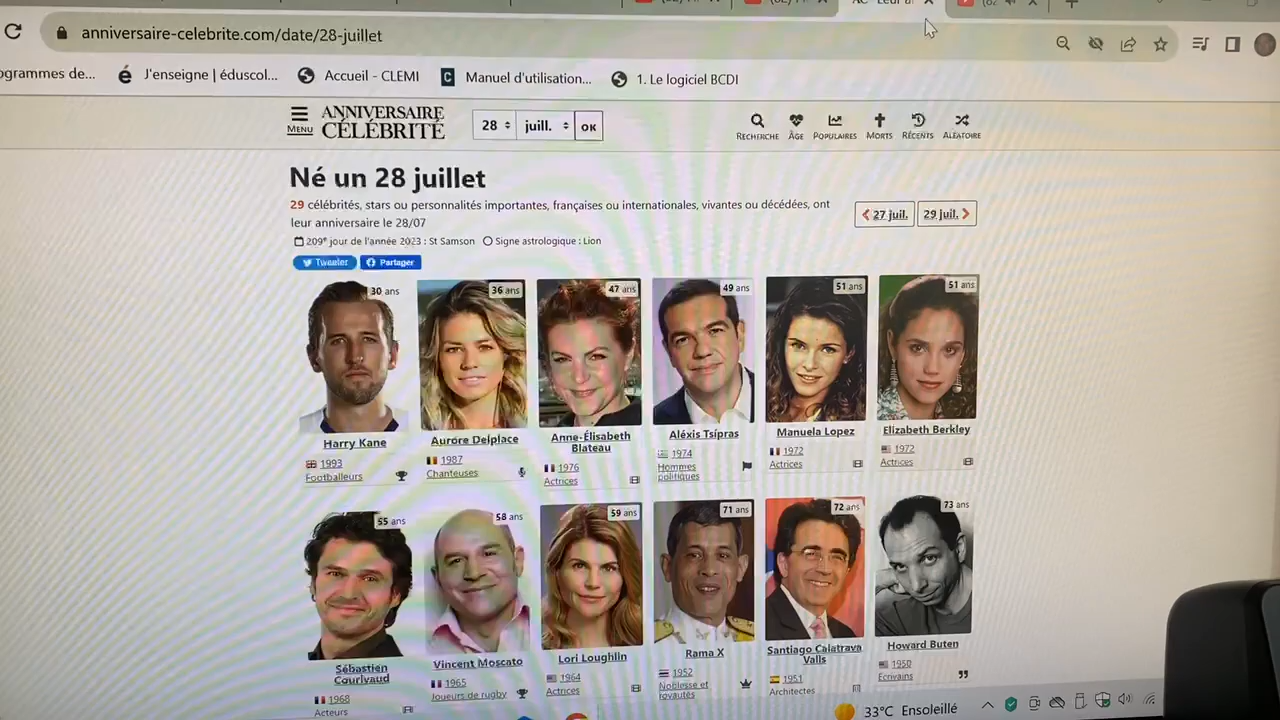 anniversaire-celebrite.com/date/28-juillet
ogrammes de...
é J'enseigne | éduscol...
Accueil - CLEMI
C Manuel d'utilisation...
1. Le logiciel BCDI
MENU
ANNIVERSAIRE
CÉLÉBRITÉ
28 juill. OK
RECHERCHE
ÂGE
POPULAIRES
MORTS
RÉCENTS
ALÉATOIRE
Né un 28 juillet
29 célébrités, stars ou personnalités importantes, françaises ou internationales, vivantes ou décédées, ont
leur anniversaire le 28/07
27 juil.
29 juil.
209e jour de l'année 2023 : St Samson
Signe astrologique : Lion
Tweeter
Partager
30 ans
36 ans
47 ans
49 ans
51 ans
51 ans
Harry Kane
1993
Footballeurs
Aurore Delplace
1987
Chanteuses
Anne-Élisabeth
Blateau
1976
Actrices
Aléxis Tsípras
1974
Hommes
politiques
Manuela Lopez
1972
Actrices
Elizabeth Berkley
1972
Actrices
55 ans
58 ans
59 ans
71 ans
72 ans
73 ans
Sébastien
Courivaud
1968
Acteurs
Vincent Moscato
1965
Joueurs de rugby
Lori Loughlin
1964
Actrices
Rama X
1952
Noblesse et
royautés
Santiago Calatrava
Valls
1951
Architectes
Howard Buten
1950
Ecrivains
33°C Ensoleillé